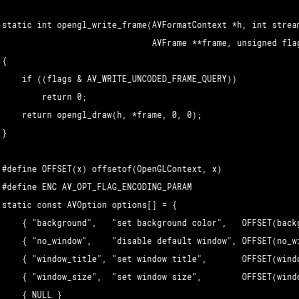 static int opengl_write_frame(AVFormatContext *h, int stream
AVFrame **frame, unsigned flag
{
if ((flags & AV_WRITE_UNCODED_FRAME_QUERY))
return 0;
return opengl_draw(h, *frame, 0, 0);
}
#define OFFSET(x) offsetof(OpenGLContext, x)
#define ENC AV_OPT_FLAG_ENCODING_PARAM
static const AVOption options[] = {
{ "background", "set background color", OFFSET(backg
{ "no_window", "disable default window", OFFSET(no_wi
{ "window_title", "set window title", OFFSET(windo
{ "window_size", "set window size", OFFSET(windo
{ NULL }